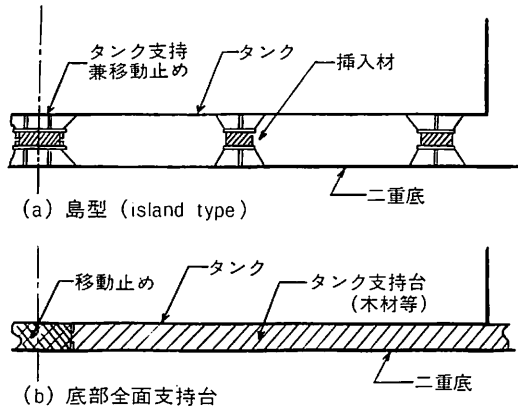 タンク支持
兼移動止め
タンク
挿入材
二重底
(a) 島型 (island type)
移動止め
タンク
タンク支持台
(木材等)
二重底
(b) 底部全面支持台